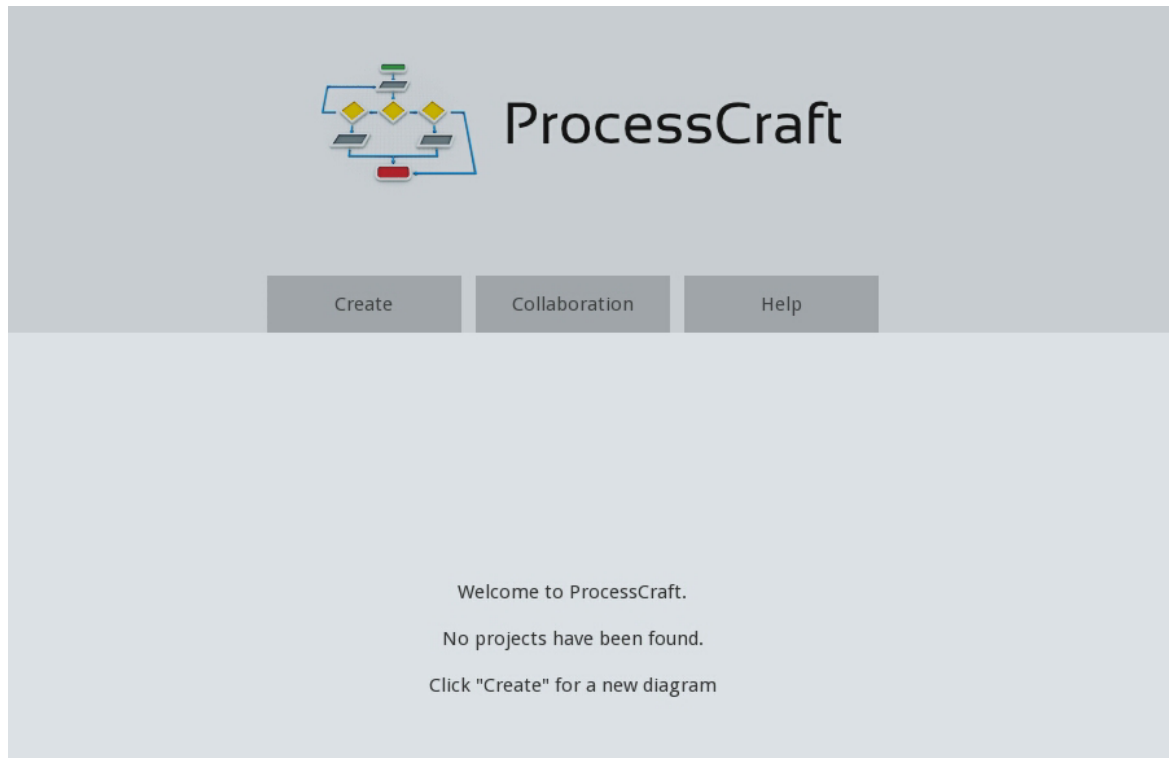 ProcessCraft
Create
Collaboration
Help
Welcome to ProcessCraft.
No projects have been found.
Click "Create" for a new diagram